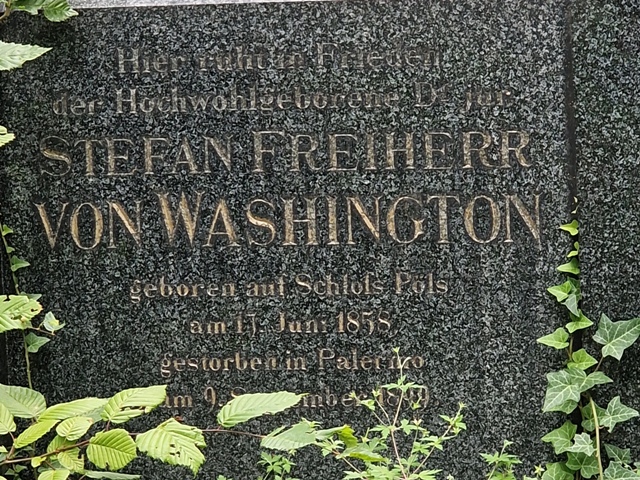 Hier ruht in Frieden
der Hochwohlgeborene Dr jur.
STEFAN FREIHERR
VON WASHINGTON
geboren auf Schloſs Pöls
am 17. Juni 1858
gestorben in Palermo
am 9.